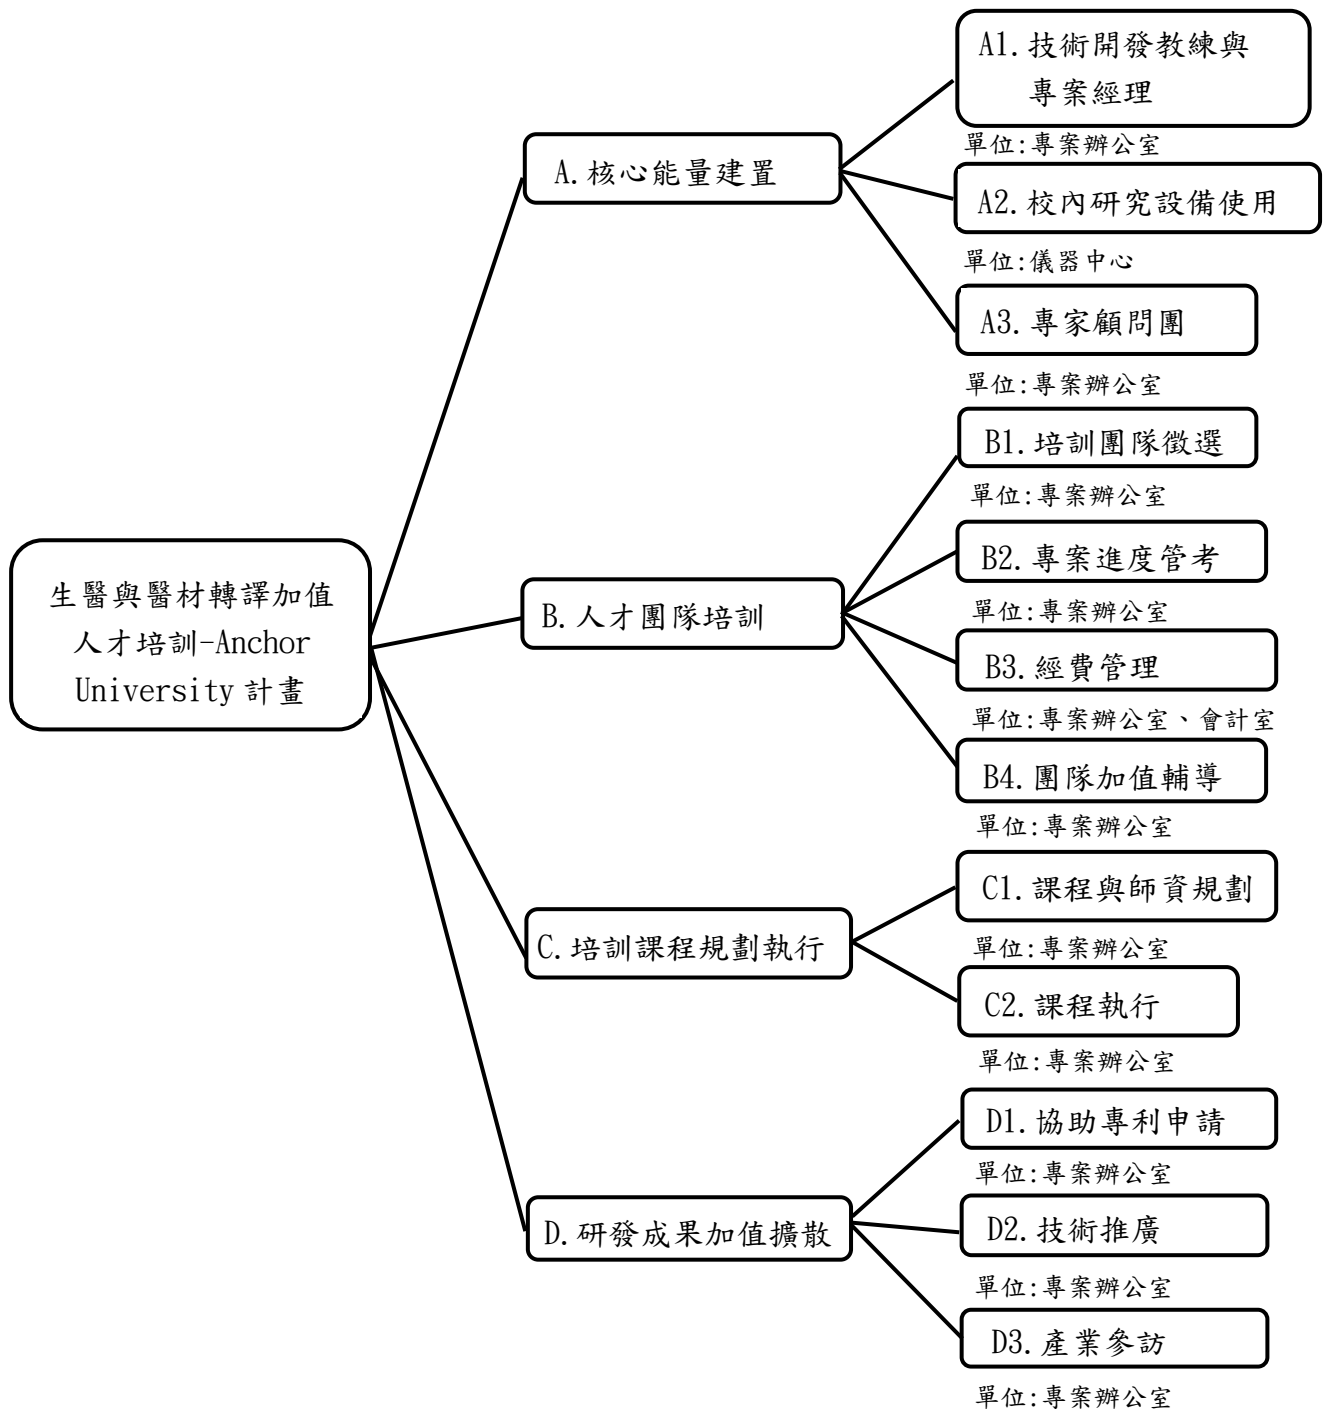 生醫與醫材轉譯加值
人才培訓-Anchor
University 計畫
A.核心能量建置
A1.技術開發教練與
專案經理
單位:專案辦公室
A2.校內研究設備使用
單位:儀器中心
A3.專家顧問團
單位:專案辦公室
B.人才團隊培訓
B1.培訓團隊徵選
單位:專案辦公室
B2.專案進度管考
單位:專案辦公室
B3.經費管理
單位:專案辦公室、會計室
B4.團隊加值輔導
單位:專案辦公室
C.培訓課程規劃執行
C1.課程與師資規劃
單位:專案辦公室
C2.課程執行
單位:專案辦公室
D.研發成果加值擴散
D1.協助專利申請
單位:專案辦公室
D2.技術推廣
單位:專案辦公室
D3.產業參訪
單位:專案辦公室